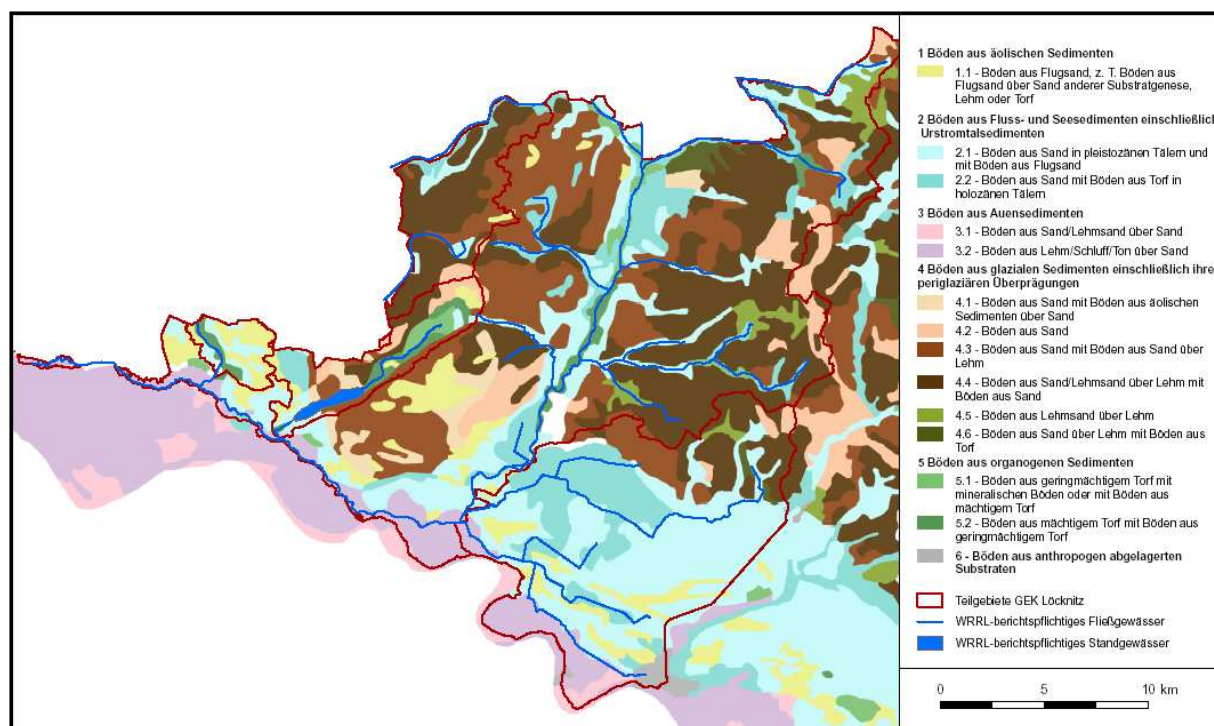 1 Böden aus äolischen Sedimenten
1.1 - Böden aus Flugsand, z. T. Böden aus
Flugsand über Sand anderer Substratgenese,
Lehm oder Torf
2 Böden aus Fluss- und Seesedimenten einschließlich
Urstromtalsedimenten
2.1 - Böden aus Sand in pleistozänen Tälern und
mit Böden aus Flugsand
2.2 - Böden aus Sand mit Böden aus Torf in
holozänen Tälern
3 Böden aus Auensedimenten
3.1 - Böden aus Sand/Lehmsand über Sand
3.2 - Böden aus Lehm/Schluff/Ton über Sand
4 Böden aus glazialen Sedimenten einschließlich ihre
periglaziären Überprägungen
4.1 - Böden aus Sand mit Böden aus äolischen
Sedimenten über Sand
4.2 - Böden aus Sand
4.3 - Böden aus Sand mit Böden aus Sand über
Lehm
4.4 - Böden aus Sand/Lehmsand über Lehm mit
Böden aus Sand
4.5 - Böden aus Lehmsand über Lehm
4.6 - Böden aus Sand über Lehm mit Böden aus
Torf
5 Böden aus organogenen Sedimenten
5.1 - Böden aus geringmächtigem Torf mit
mineralischen Böden oder mit Böden aus
mächtigem Torf
5.2 - Böden aus mächtigem Torf mit Böden aus
geringmächtigem Torf
6 - Böden aus anthropogen abgelagerten
Substraten
Teilgebiete GEK Löcknitz
WRRL-berichtspflichtiges Fließgewässer
WRRL-berichtspflichtiges Standgewässer
0 5 10 km